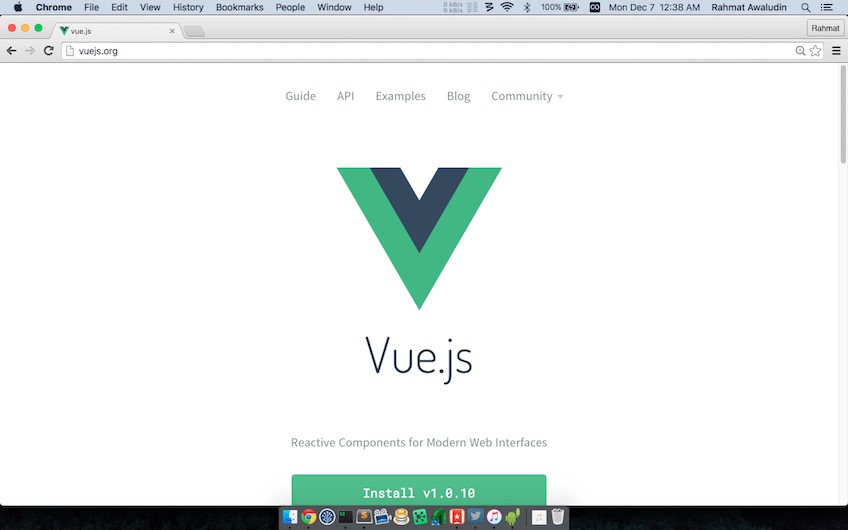 Chrome File Edit View History Bookmarks People Window Help 0 kB/s 0 kB/s 100% Mon Dec 7 12:38 AM Rahmat Awaludin
vue.js Rahmat
vuejs.org
Guide API Examples Blog Community
Vue.js
Reactive Components for Modern Web Interfaces
Install v1.0.10